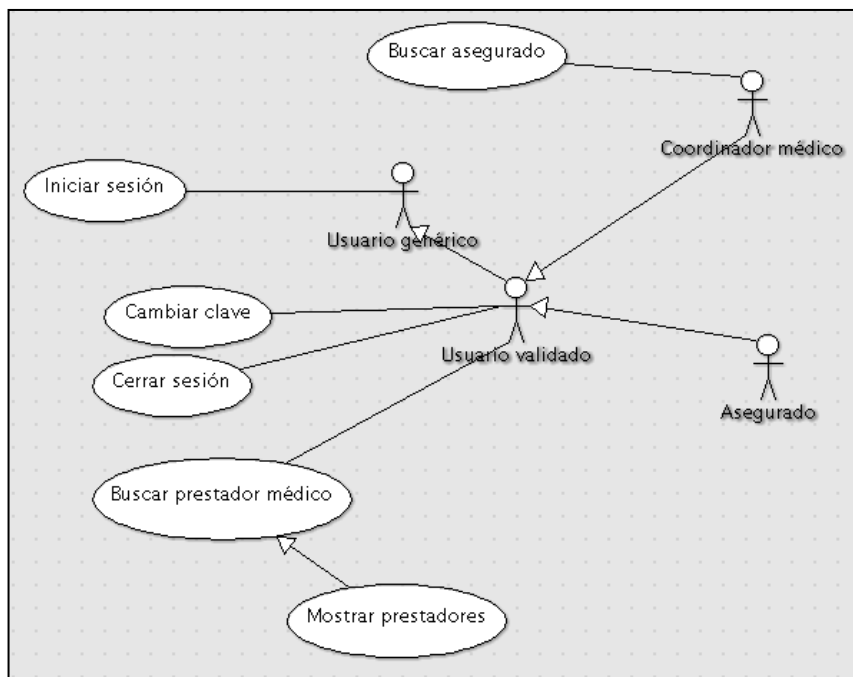 Buscar asegurado
Coordinador médico
Iniciar sesión
Usuario genérico
Cambiar clave
Usuario validado
Cerrar sesión
Asegurado
Buscar prestador médico
Mostrar prestadores